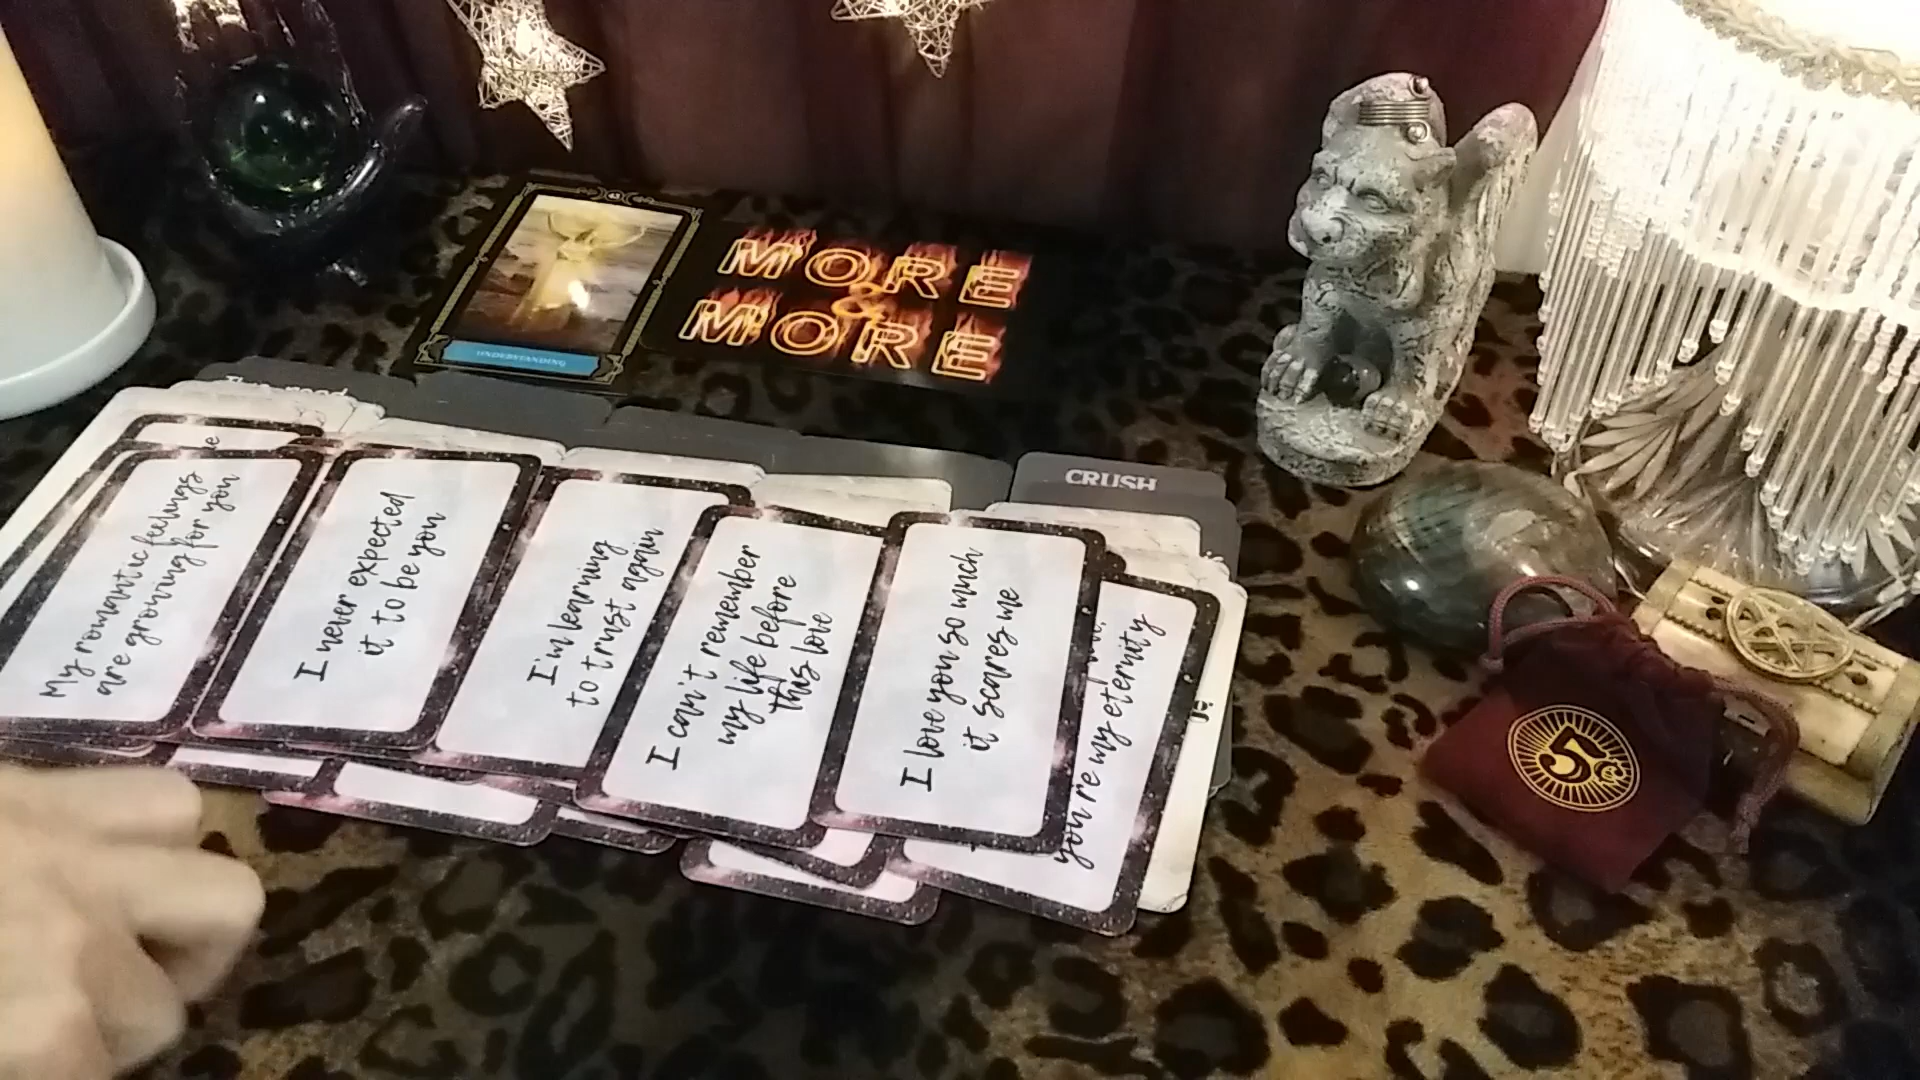 UNDERSTANDING
MORE
&
MORE
CRUSH
My romantic feelings
are growing for you
I never expected
it to be you
I'm learning
to trust again
I can't remember
my life before
this love
I love you so much
it scares me
you're my eternity